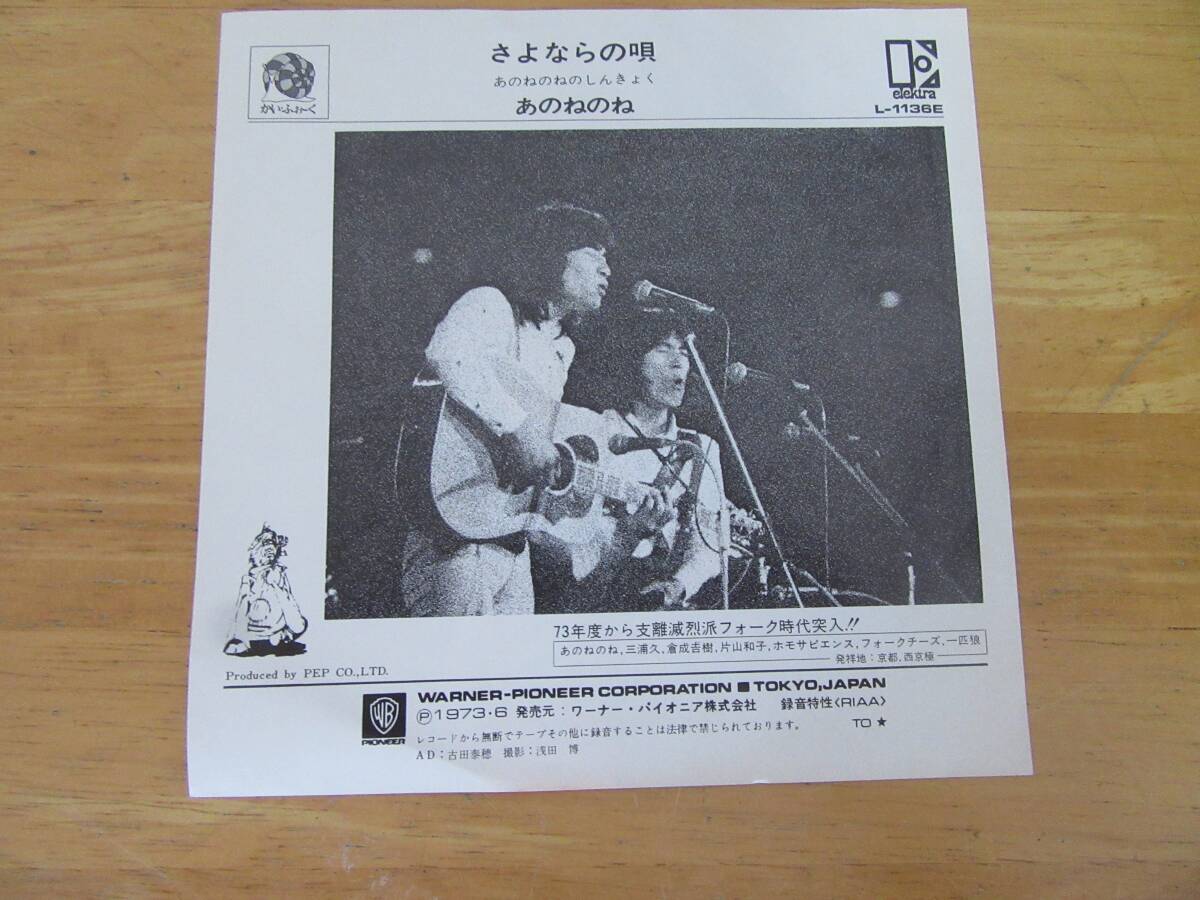 さよならの唄
あのねのねのしんきょく
あのねのね
かいふぉーく
elektra
L-1136E
73年度から支離滅烈派フォーク時代突入!!
あのねのね,三浦久,倉成吉樹,片山和子,ホモサピエンス,フォークチーズ,一匹狼
発祥地:京都,西京極
Produced by PEP CO.,LTD.
WB
PIONEER
WARNER-PIONEER CORPORATION ■ TOKYO,JAPAN
Ⓟ1973・6 発売元:ワーナー・パイオニア株式会社 録音特性〈RIAA〉
レコードから無断でテープその他に録音することは法律で禁じられております。
TO ★
AD:古田泰穂 撮影:浅田 博